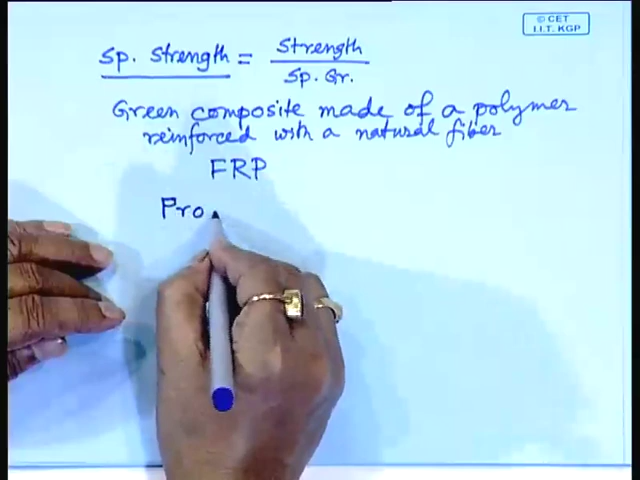 © CET
I.I.T. KGP
Sp. Strength = Strength / Sp. Gr.
Green composite made of a polymer
reinforced with a natural fiber
FRP
Pro